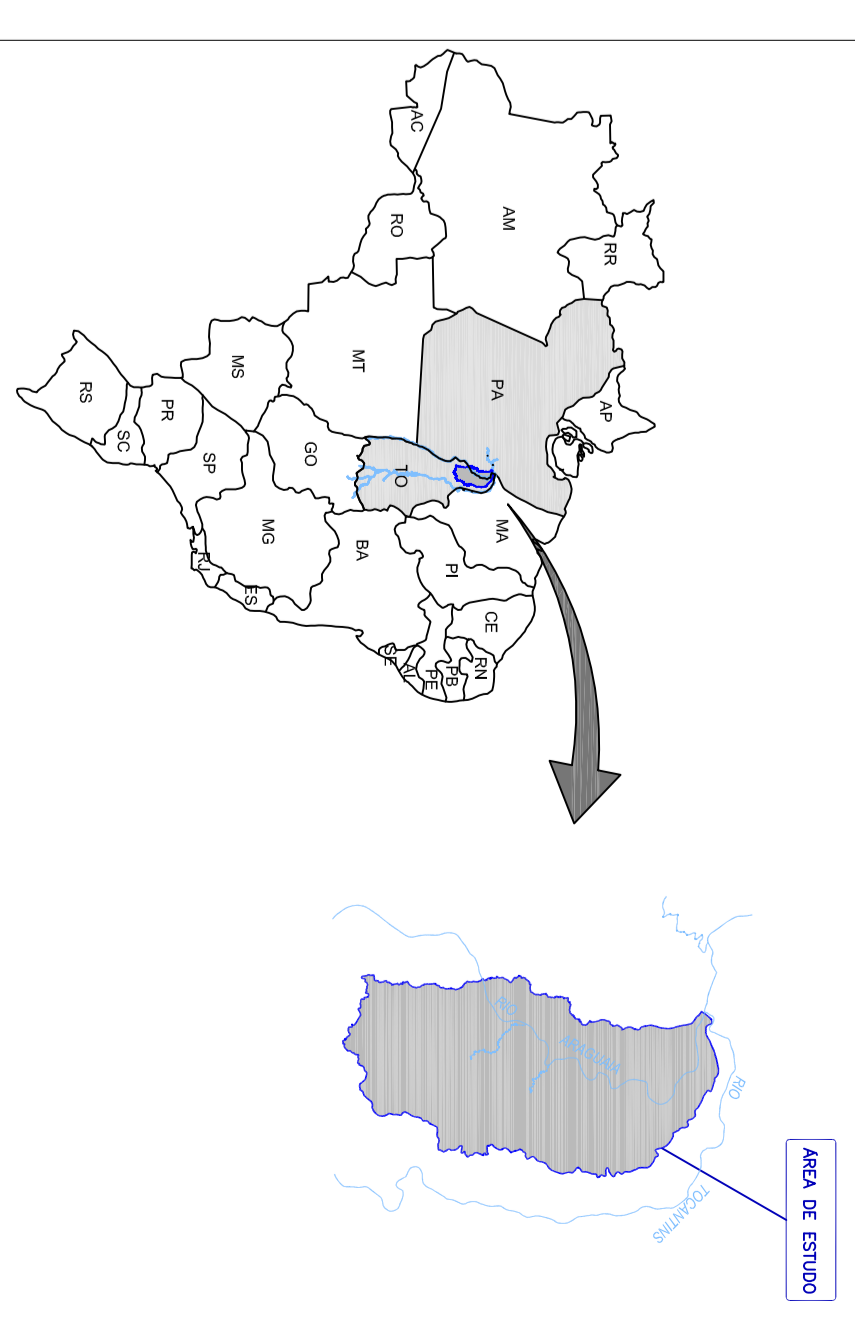 RR
AP
AM
PA
MA
CE
RN
PB
PE
AL
SE
PI
AC
RO
TO
BA
MT
GO
MG
ES
RJ
MS
SP
PR
SC
RS
ÁREA DE ESTUDO
RIO
TOCANTINS
RIO
ARAGUAIA